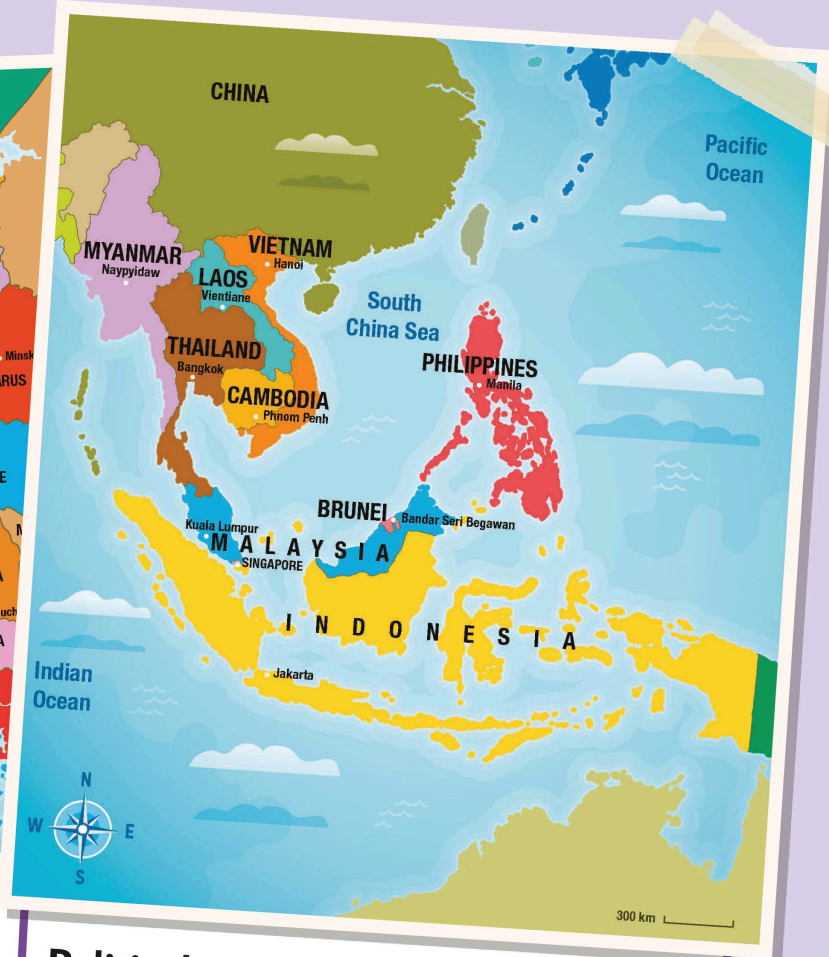 CHINA
Pacific
Ocean
MYANMAR
Naypyidaw
VIETNAM
Hanoi
LAOS
Vientiane
South
China Sea
THAILAND
Bangkok
PHILIPPINES
Manila
CAMBODIA
Phnom Penh
Minsk
RUS
E
BRUNEI
Bandar Seri Begawan
Kuala Lumpur
MALAYSIA
SINGAPORE
INDONESIA
Jakarta
uch
A
Indian
Ocean
N
W
E
S
300 km